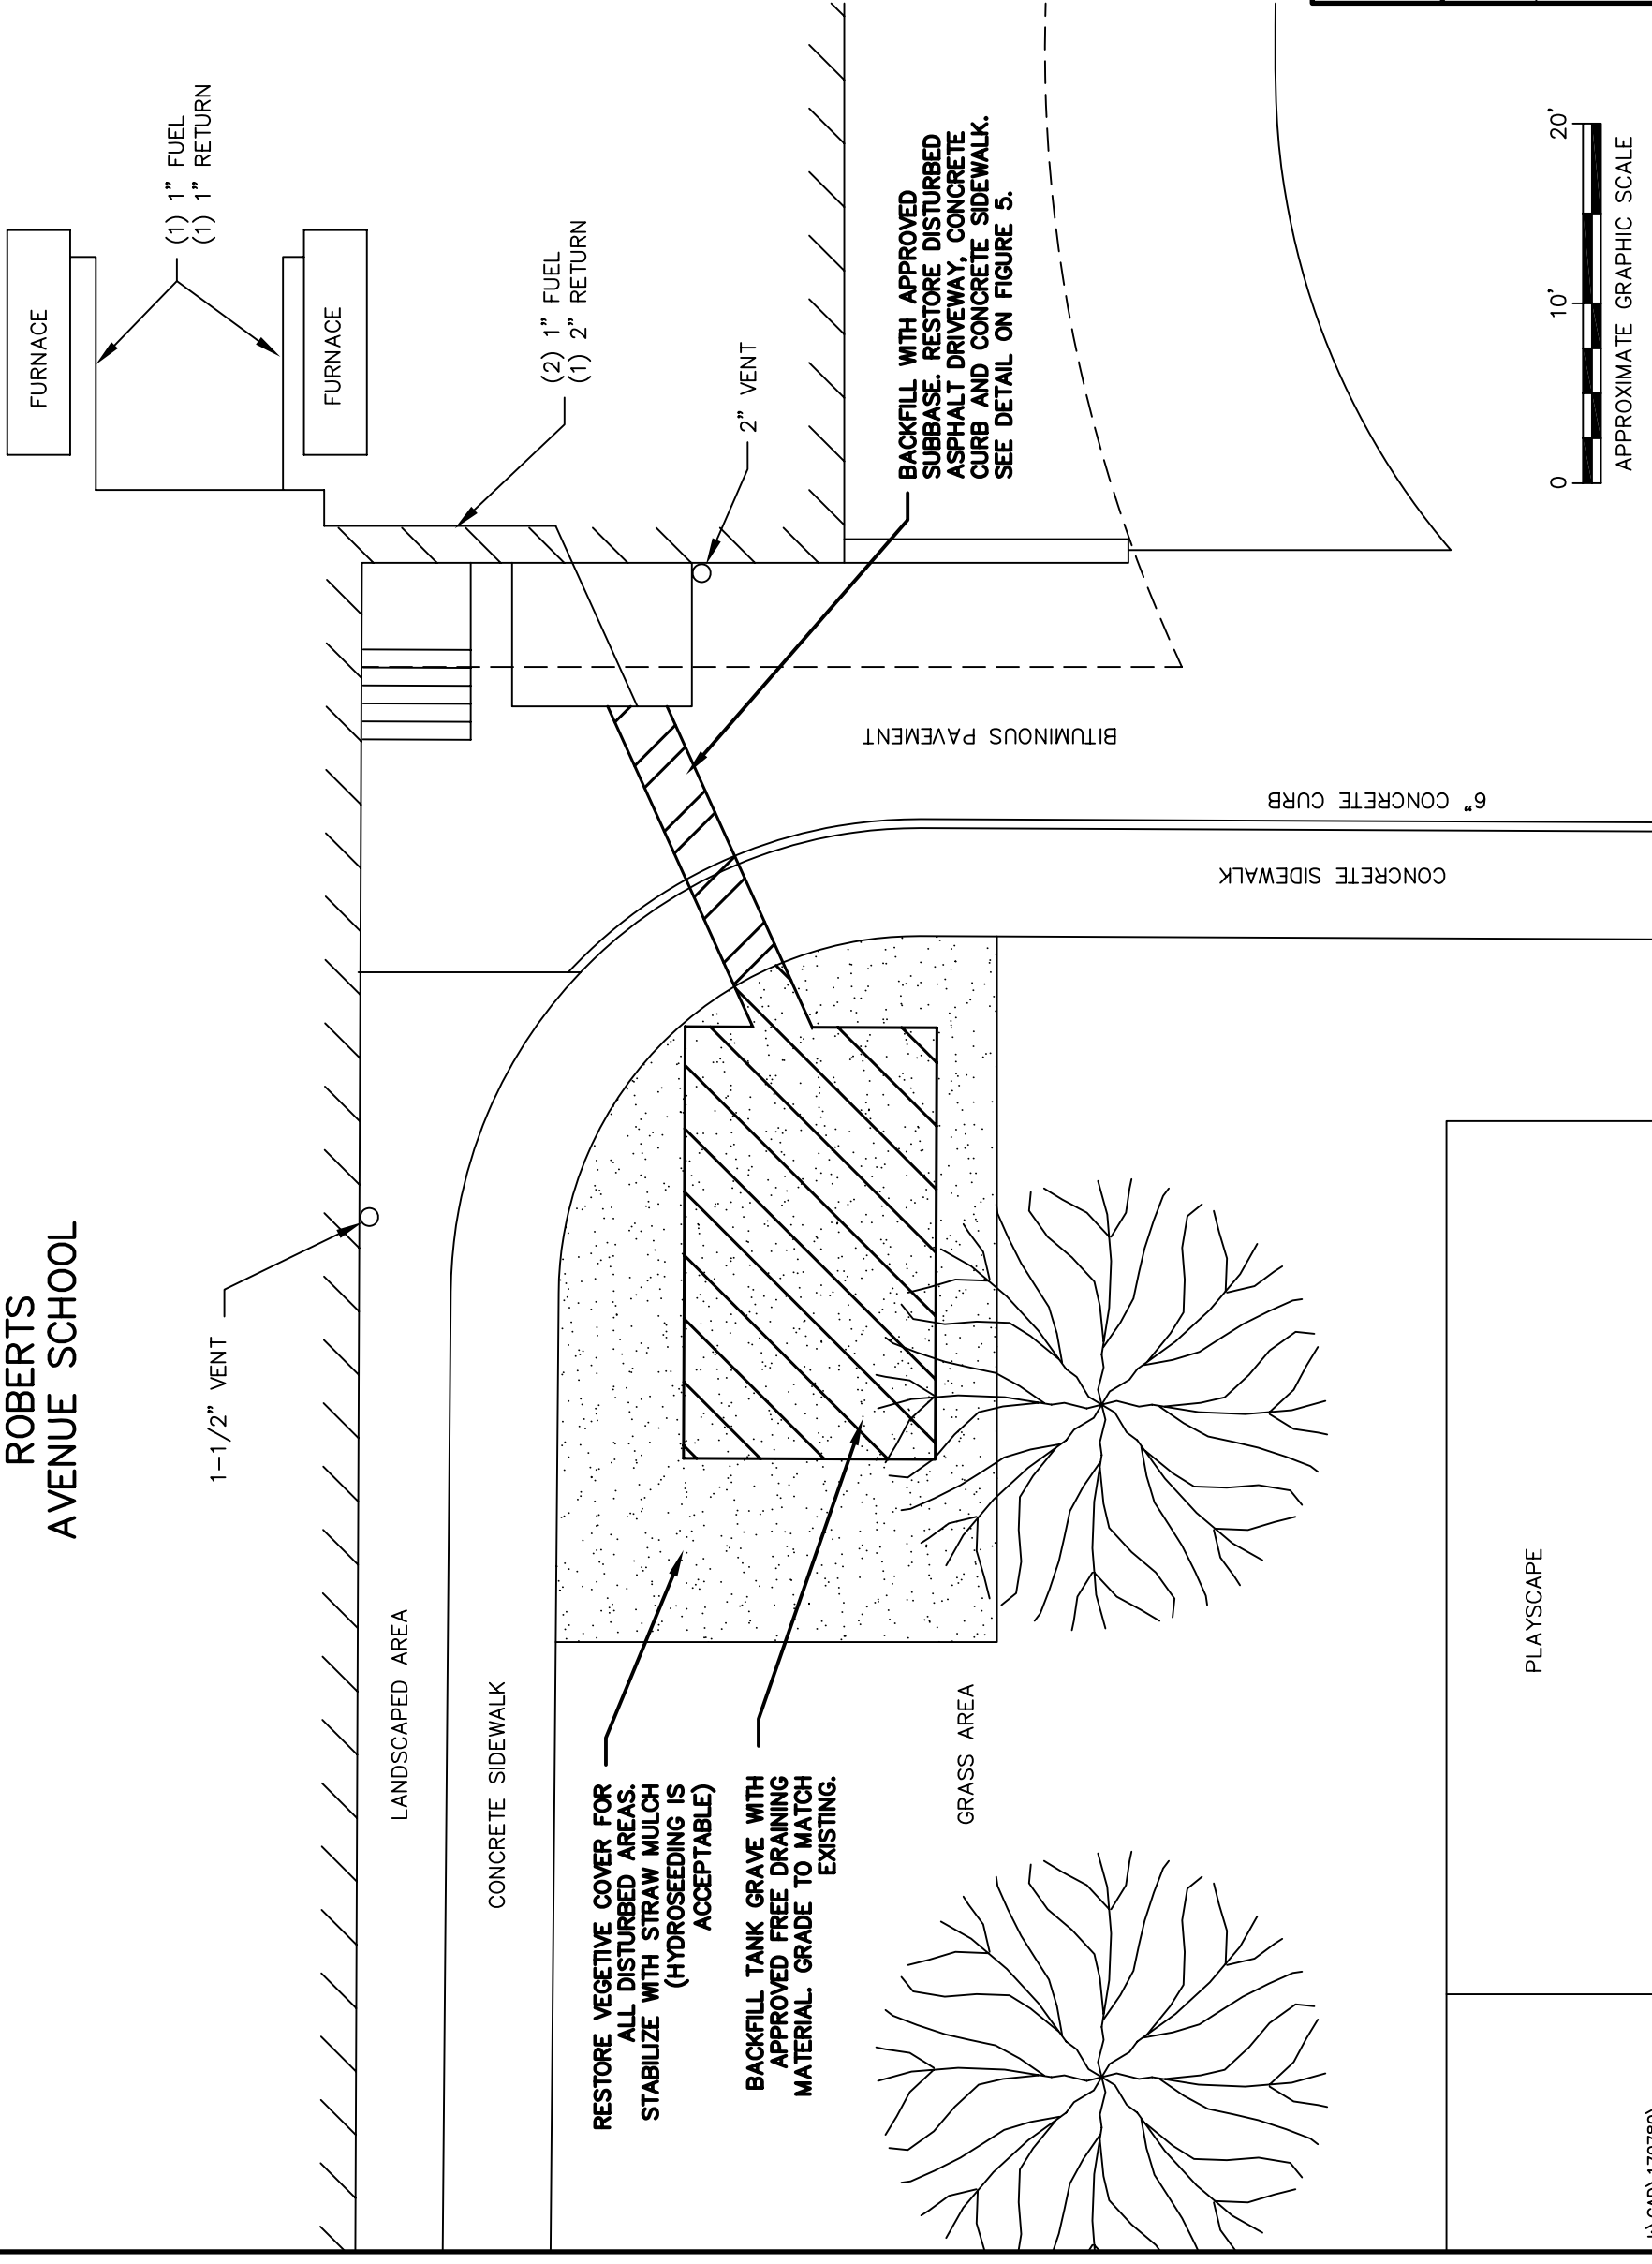 ROBERTS
AVENUE SCHOOL
1-1/2" VENT
FURNACE
(1) 1" FUEL
(1) 1" RETURN
FURNACE
(2) 1" FUEL
(1) 2" RETURN
2" VENT
BACKFILL WITH APPROVED
SUBBASE. RESTORE DISTURBED
ASPHALT DRIVEWAY, CONCRETE
CURB AND CONCRETE SIDEWALK.
SEE DETAIL ON FIGURE 5.
LANDSCAPED AREA
CONCRETE SIDEWALK
RESTORE VEGETIVE COVER FOR
ALL DISTURBED AREAS.
STABILIZE WITH STRAW MULCH
(HYDROSEEDING IS
ACCEPTABLE)
BACKFILL TANK GRAVE WITH
APPROVED FREE DRAINING
MATERIAL. GRADE TO MATCH
EXISTING.
GRASS AREA
BITUMINOUS PAVEMENT
6" CONCRETE CURB
CONCRETE SIDEWALK
PLAYSCAPE
0 10' 20'
APPROXIMATE GRAPHIC SCALE